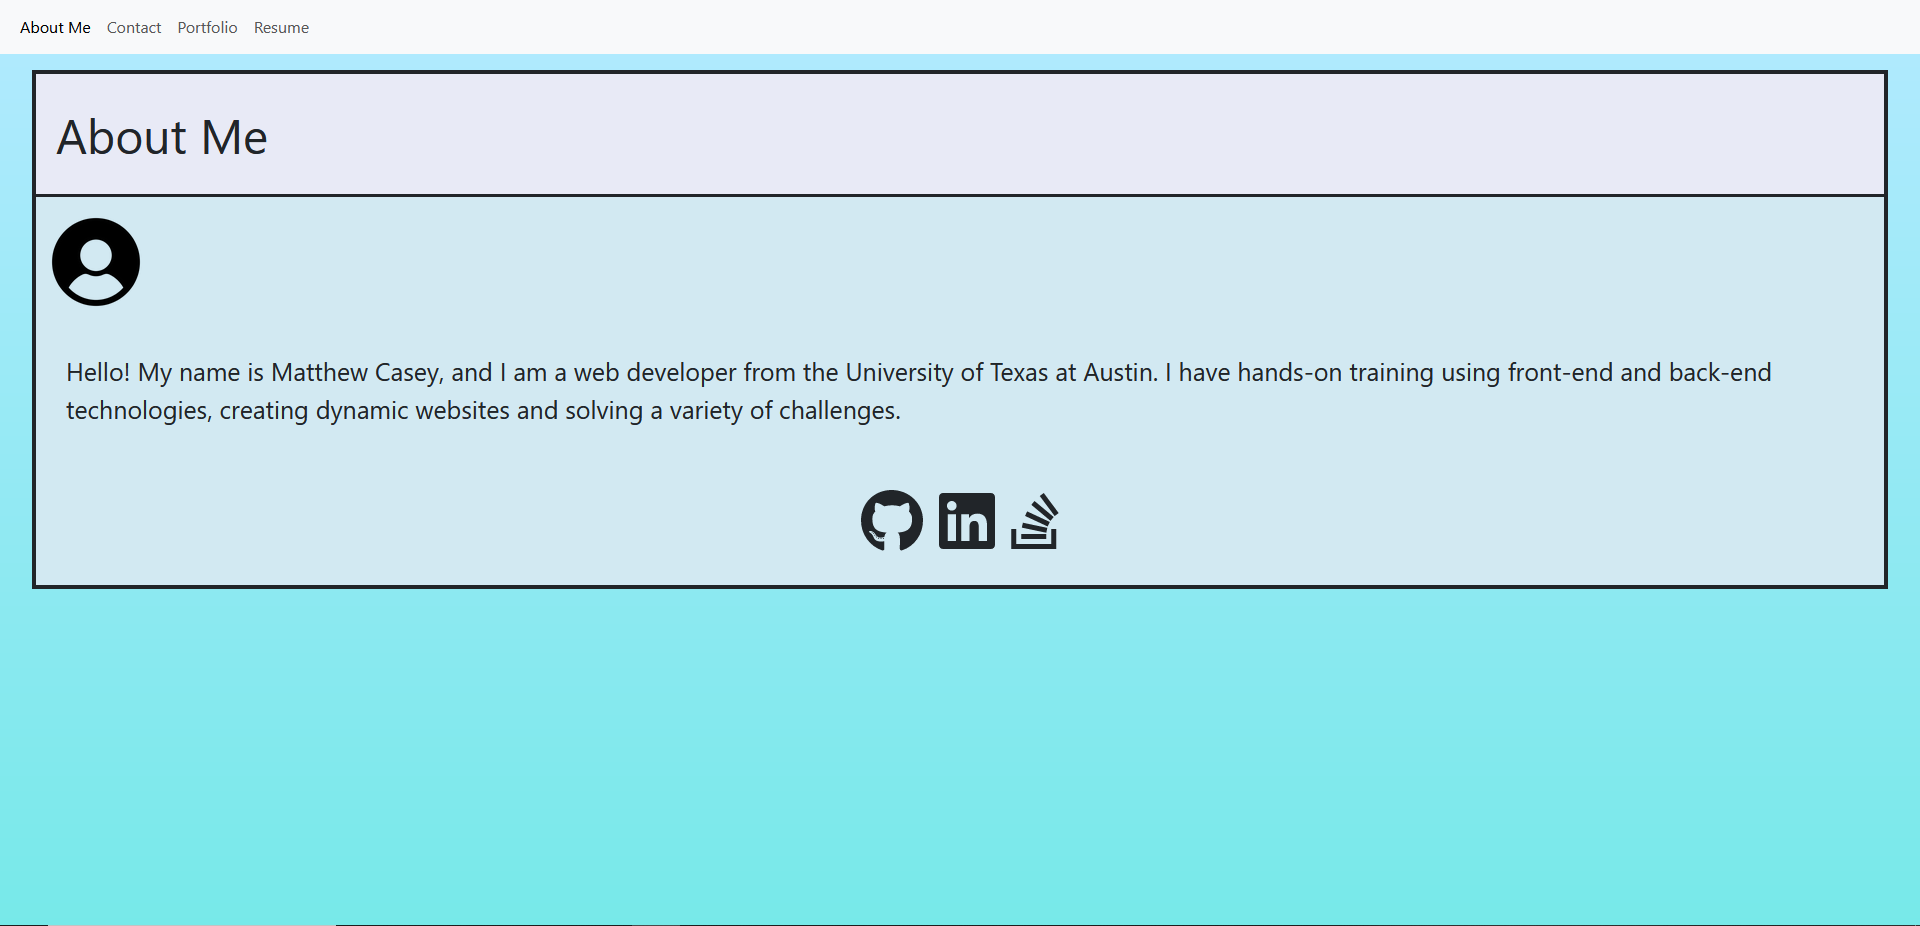 About Me Contact Portfolio Resume
About Me
Hello! My name is Matthew Casey, and I am a web developer from the University of Texas at Austin. I have hands-on training using front-end and back-end
technologies, creating dynamic websites and solving a variety of challenges.
in